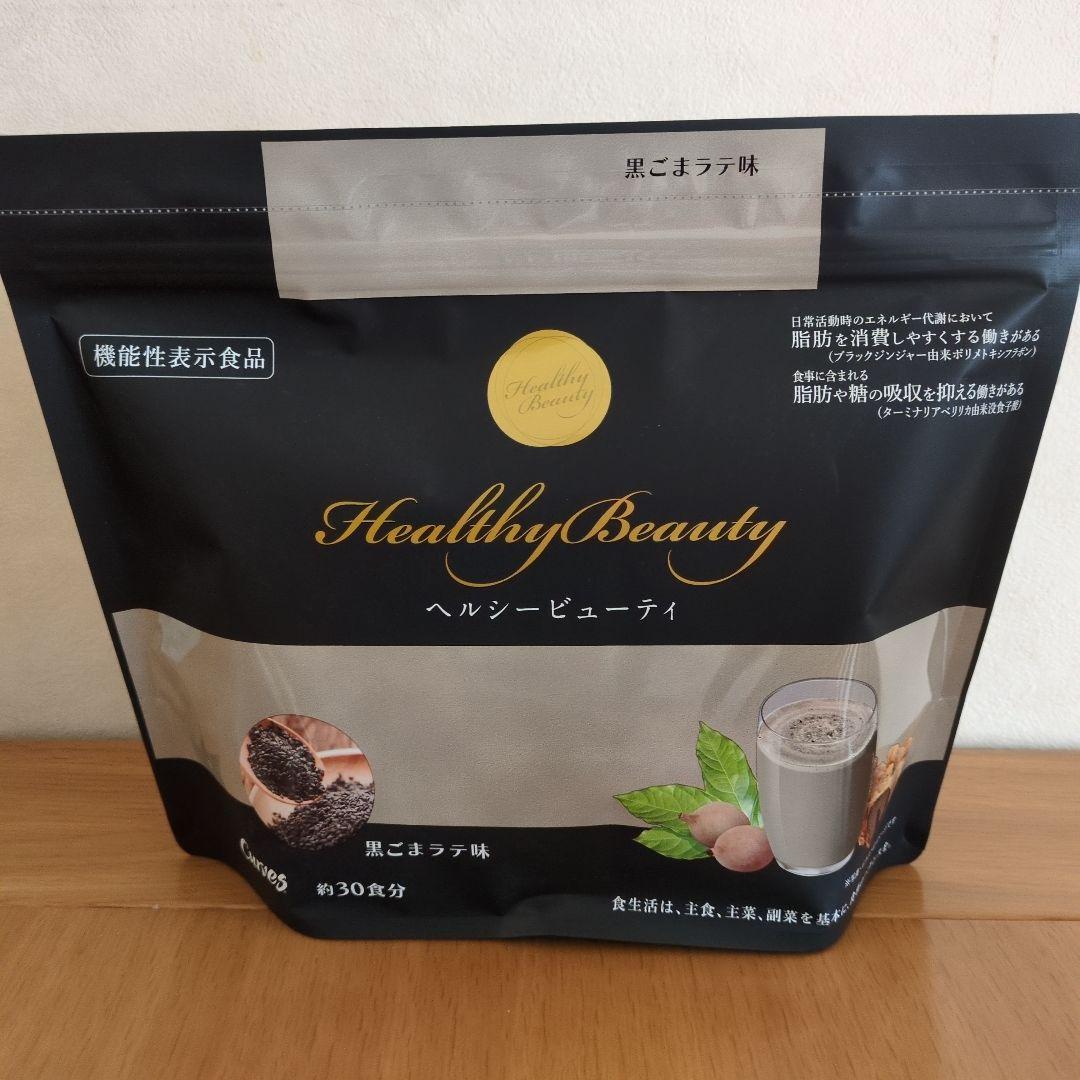 黒ごまラテ味
機能性表示食品
日常活動時のエネルギー代謝において
脂肪を消費しやすくする働きがある
(ブラックジンジャー由来ポリメトキシフラボン)
食事に含まれる
脂肪や糖の吸収を抑える働きがある
(ターミナリアベリリカ由来没食子酸)
Healthy
Beauty
Healthy Beauty
ヘルシービューティ
黒ごまラテ味
Curves
約30食分
食生活は、主食、主菜、副菜を基本に、